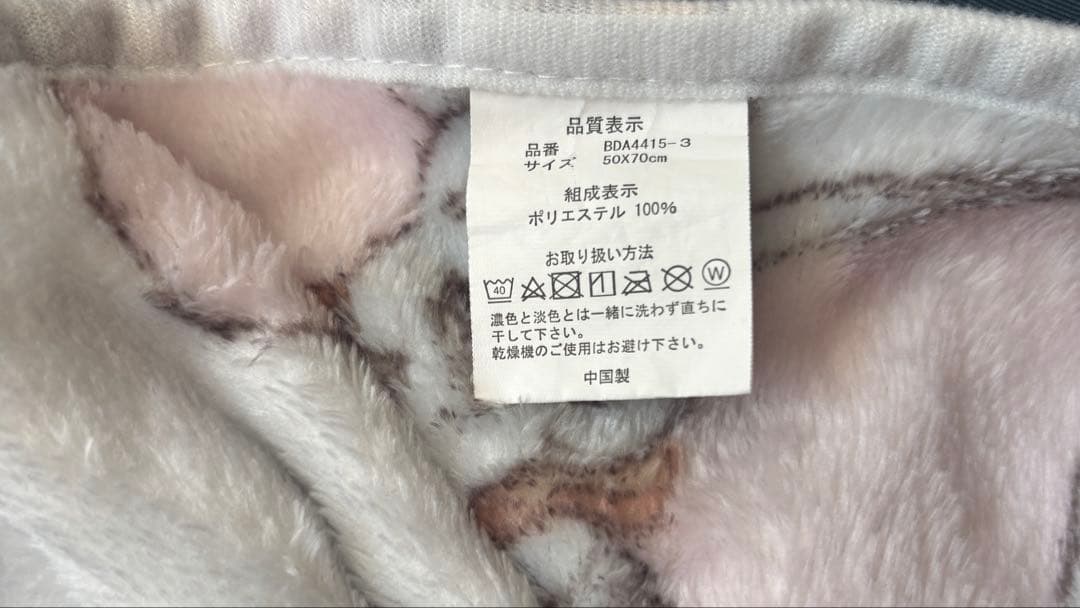 品質表示
品番 BDA4415-3
サイズ 50X70cm
組成表示
ポリエステル 100%
お取り扱い方法
40 W
濃色と淡色とは一緒に洗わず直ちに
干して下さい。
乾燥機のご使用はお避け下さい。
中国製